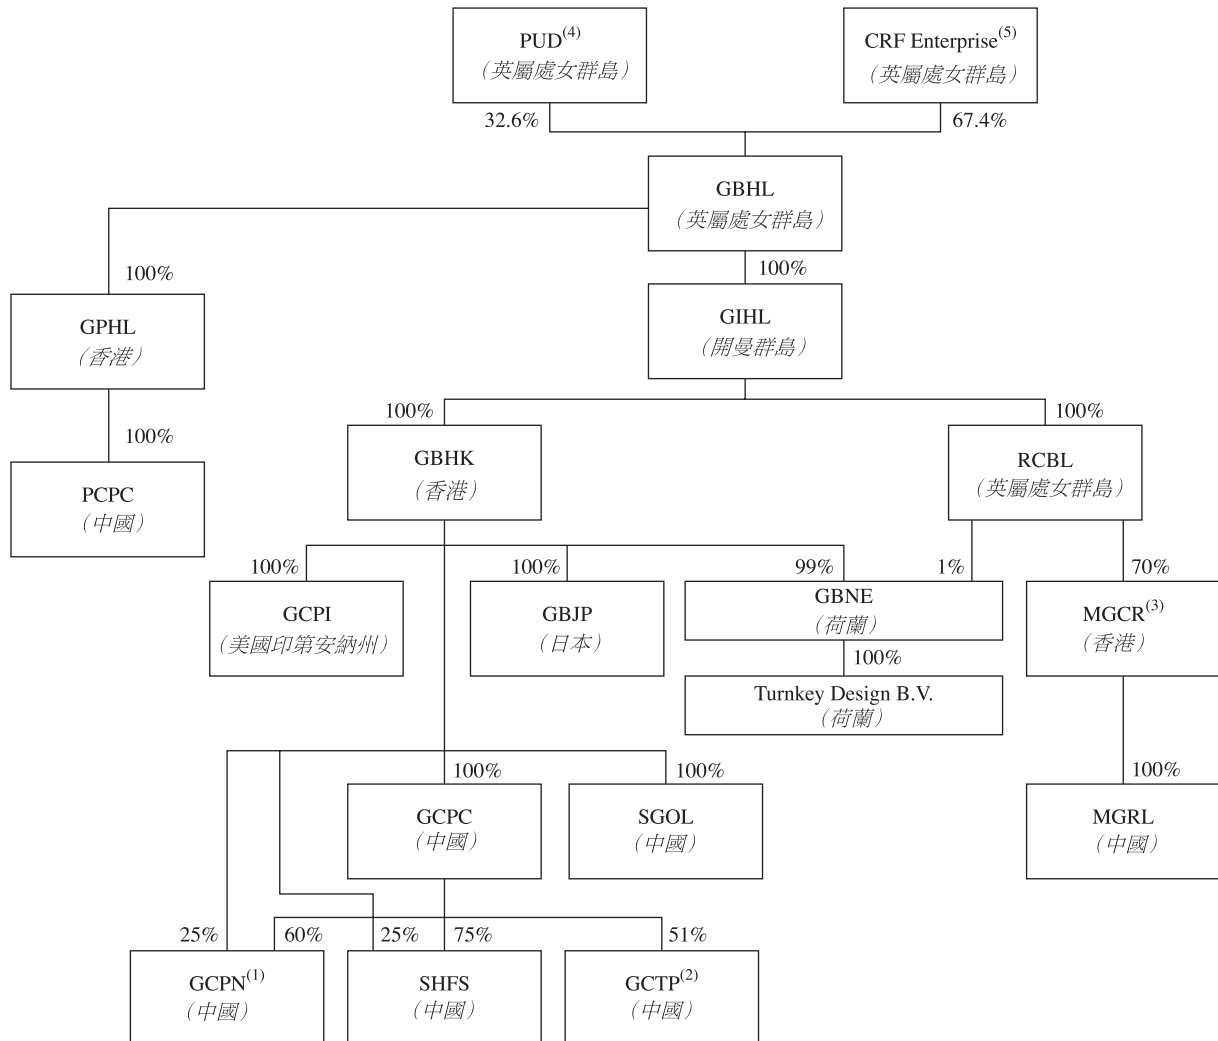 PUD(4)
（英屬處女群島）
CRF Enterprise(5)
（英屬處女群島）
32.6%
67.4%
GBHL
（英屬處女群島）
100%
100%
GPHL
（香港）
GIHL
（開曼群島）
100%
100%
100%
PCPC
（中國）
GBHK
（香港）
RCBL
（英屬處女群島）
100%
100%
99%
1%
70%
GCPI
（美國印第安納州）
GBJP
（日本）
GBNE
（荷蘭）
MGCR(3)
（香港）
100%
Turnkey Design B.V.
（荷蘭）
100%
100%
100%
GCPC
（中國）
SGOL
（中國）
MGRL
（中國）
25%
60%
25%
75%
51%
GCPN(1)
（中國）
SHFS
（中國）
GCTP(2)
（中國）